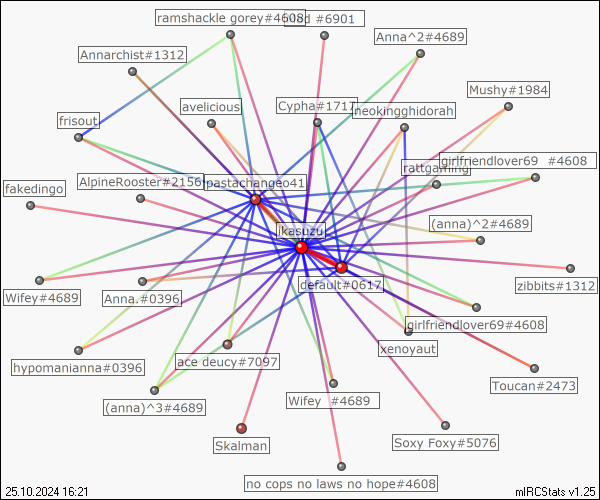 ramshackle gorey#4608
#6901
Anna^2#4689
Annarchist#1312
Mushy#1984
avelicious
Cypha#1717
neokingghidorah
frisout
girlfriendlover69 #4608
rattgaming
fakedingo
AlpineRooster#2156
pastachangeo41
(anna)^2#4689
ikasuzu
default#0617
zibbits#1312
Wifey#4689
Anna.#0396
girlfriendlover69#4608
xenoyaut
hypomanianna#0396
ace deucy#7097
Toucan#2473
(anna)^3#4689
Wifey #4689
Skalman
Soxy Foxy#5076
no cops no laws no hope#4608
25.10.2024 16:21
mIRCStats v1.25